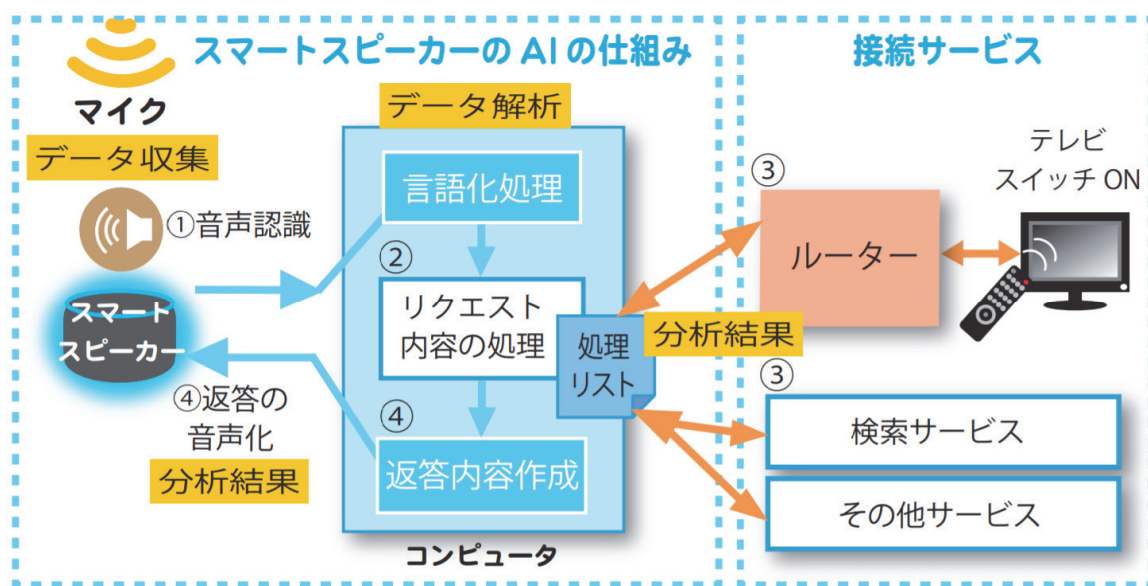 スマートスピーカーの AI の仕組み
マイク
データ収集
①音声認識
スマート
スピーカー
④返答の
音声化
分析結果
データ解析
言語化処理
②
リクエスト
内容の処理
処理
リスト
④
返答内容作成
コンピュータ
接続サービス
③
ルーター
テレビ
スイッチ ON
分析結果
③
検索サービス
その他サービス